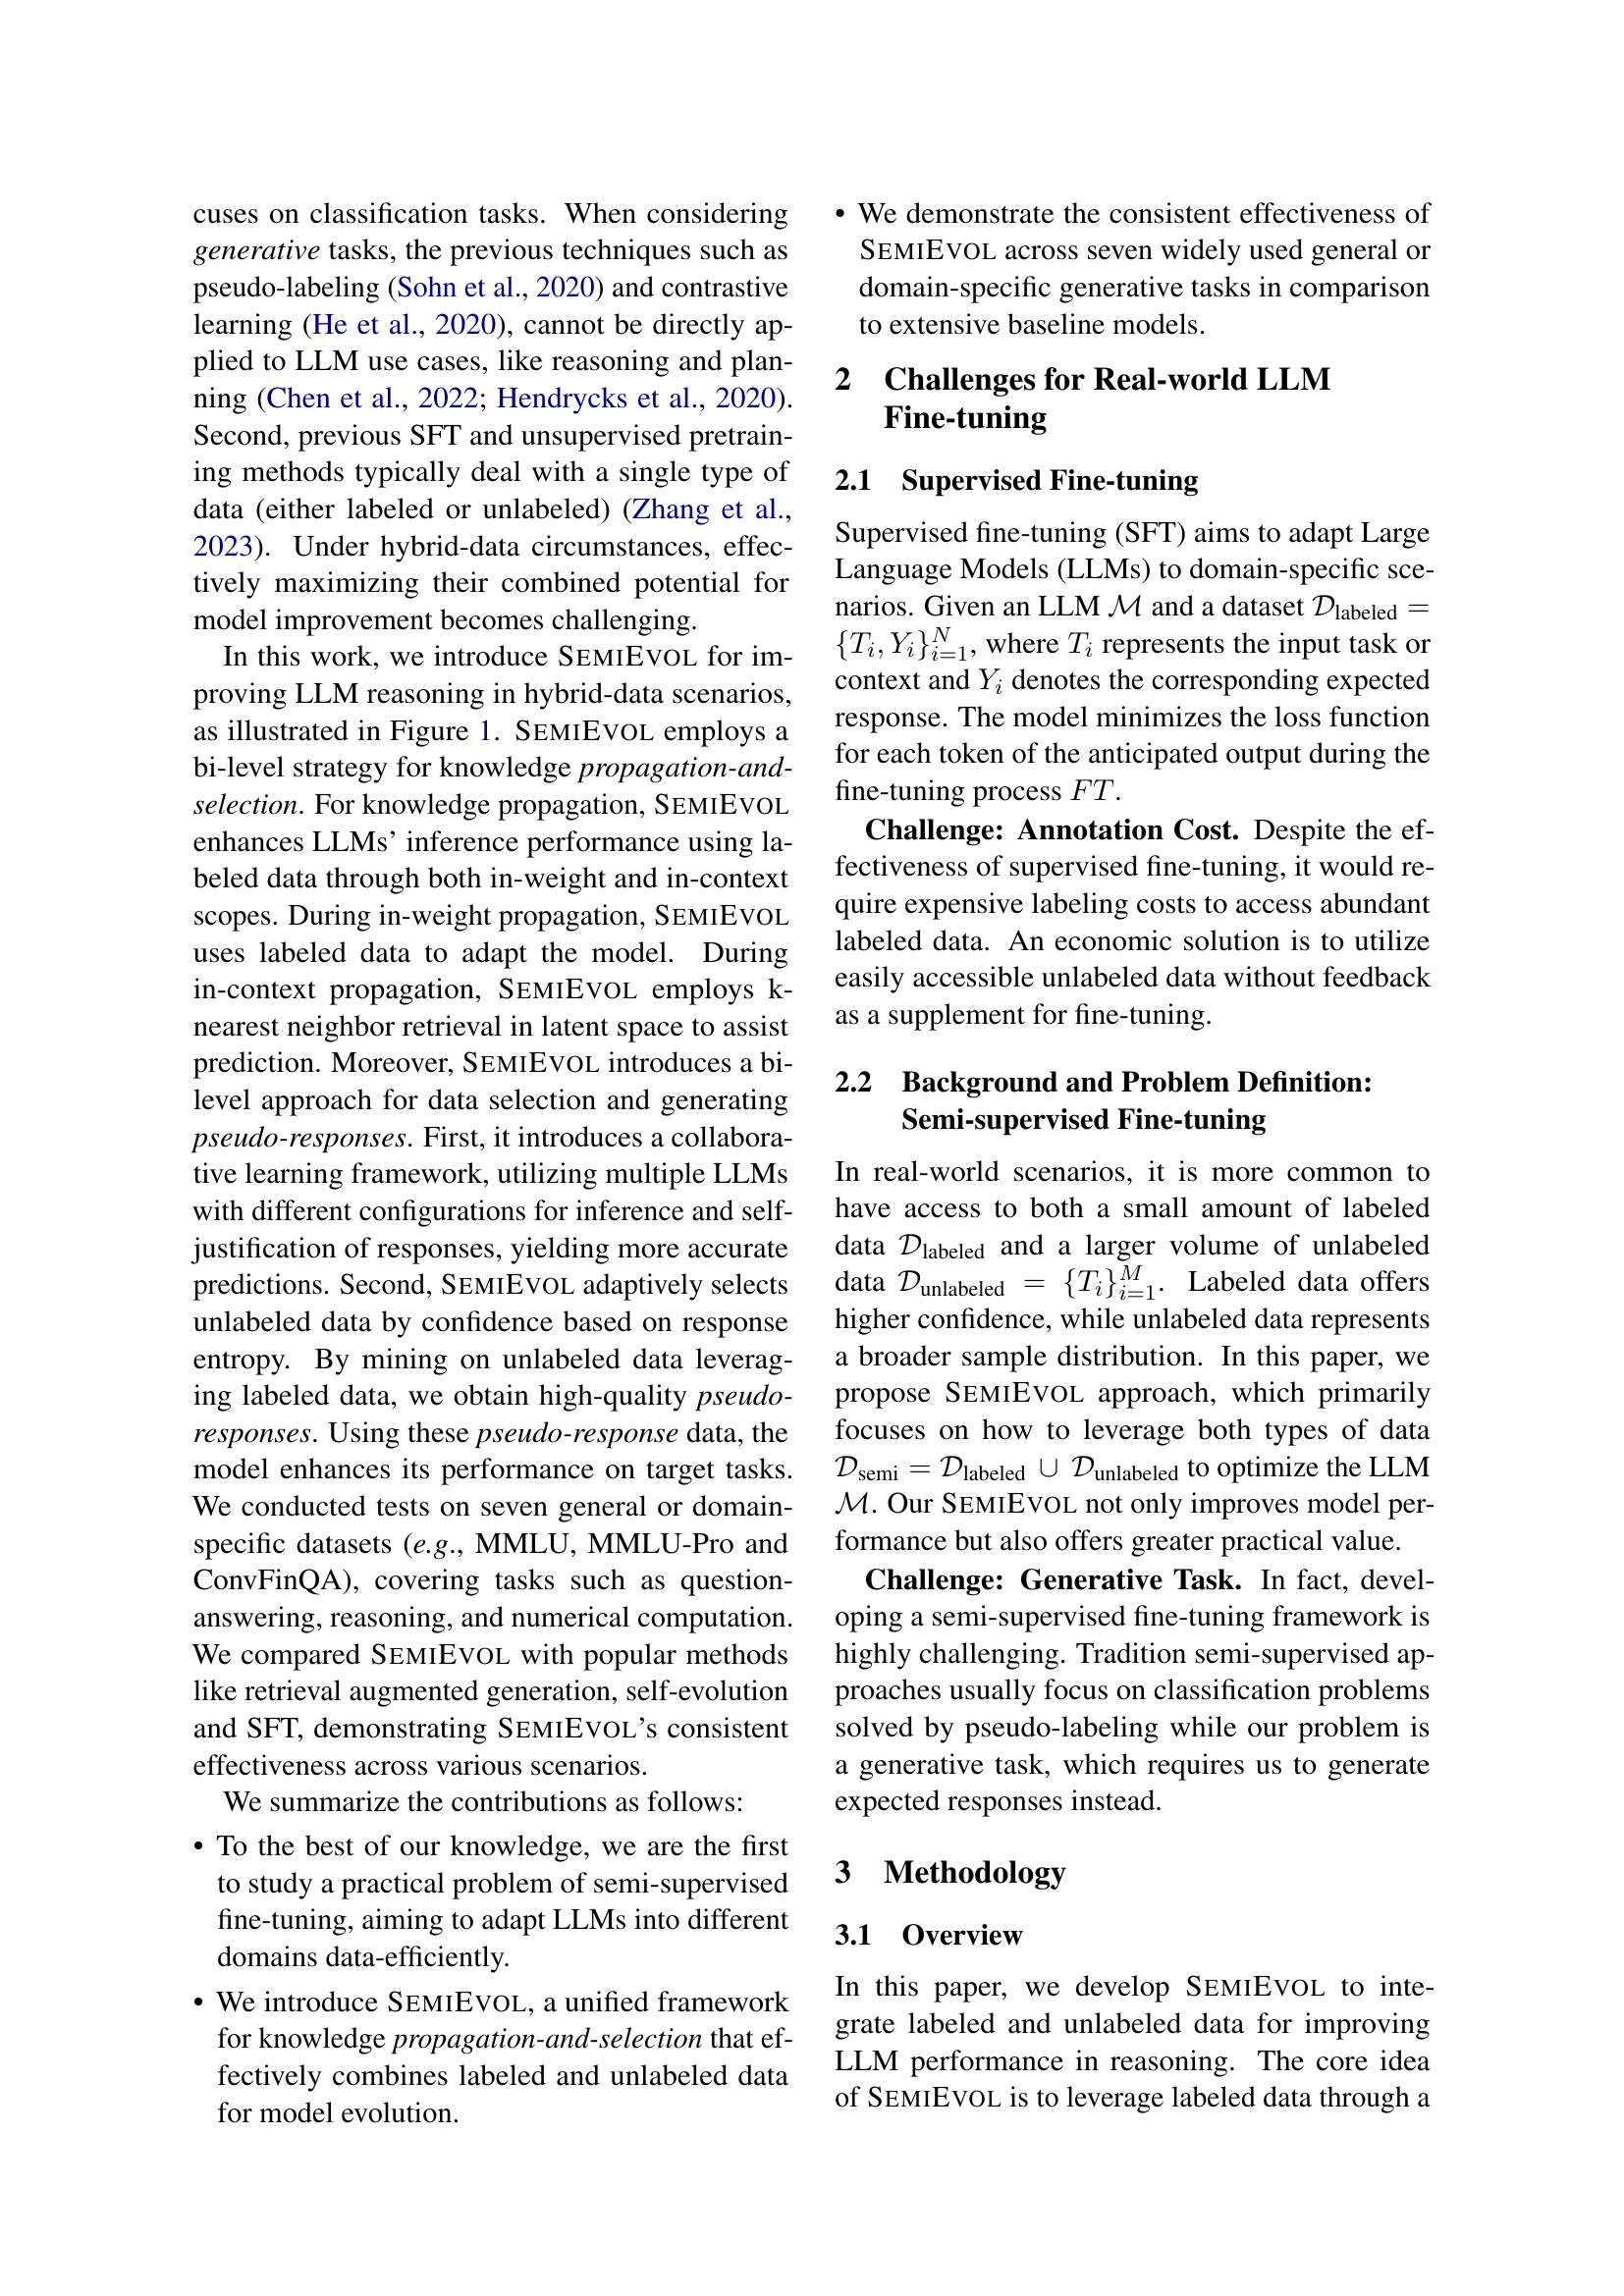 cuses on classification tasks. When considering
generative tasks, the previous techniques such as
pseudo-labeling (Sohn et al., 2020) and contrastive
learning (He et al., 2020), cannot be directly ap-
plied to LLM use cases, like reasoning and plan-
ning (Chen et al., 2022; Hendrycks et al., 2020).
Second, previous SFT and unsupervised pretrain-
ing methods typically deal with a single type of
data (either labeled or unlabeled) (Zhang et al.,
2023). Under hybrid-data circumstances, effec-
tively maximizing their combined potential for
model improvement becomes challenging.
In this work, we introduce SEMIEVOL for im-
proving LLM reasoning in hybrid-data scenarios,
as illustrated in Figure 1. SEMIEVOL employs a
bi-level strategy for knowledge propagation-and-
selection. For knowledge propagation, SEMIEVOL
enhances LLMs' inference performance using la-
beled data through both in-weight and in-context
scopes. During in-weight propagation, SEMIEVOL
uses labeled data to adapt the model. During
in-context propagation, SEMIEVOL employs k-
nearest neighbor retrieval in latent space to assist
prediction. Moreover, SEMIEVOL introduces a bi-
level approach for data selection and generating
pseudo-responses. First, it introduces a collabora-
tive learning framework, utilizing multiple LLMs
with different configurations for inference and self-
justification of responses, yielding more accurate
predictions. Second, SEMIEVOL adaptively selects
unlabeled data by confidence based on response
entropy. By mining on unlabeled data leverag-
ing labeled data, we obtain high-quality pseudo-
responses. Using these pseudo-response data, the
model enhances its performance on target tasks.
We conducted tests on seven general or domain-
specific datasets (e.g., MMLU, MMLU-Pro and
ConvFinQA), covering tasks such as question-
answering, reasoning, and numerical computation.
We compared SEMIEVOL with popular methods
like retrieval augmented generation, self-evolution
and SFT, demonstrating SEMIEVOL's consistent
effectiveness across various scenarios.
We summarize the contributions as follows:
• To the best of our knowledge, we are the first
to study a practical problem of semi-supervised
fine-tuning, aiming to adapt LLMs into different
domains data-efficiently.
• We introduce SEMIEVOL, a unified framework
for knowledge propagation-and-selection that ef-
fectively combines labeled and unlabeled data
for model evolution.
• We demonstrate the consistent effectiveness of
SEMIEVOL across seven widely used general or
domain-specific generative tasks in comparison
to extensive baseline models.
2 Challenges for Real-world LLM
Fine-tuning
2.1 Supervised Fine-tuning
Supervised fine-tuning (SFT) aims to adapt Large
Language Models (LLMs) to domain-specific sce-
narios. Given an LLM $\mathcal{M}$ and a dataset $\mathcal{D}_{\text{labeled}}$ =
$\{T_i, Y_i\}_{i=1}^{N}$, where $T_i$ represents the input task or
context and $Y_i$ denotes the corresponding expected
response. The model minimizes the loss function
for each token of the anticipated output during the
fine-tuning process $FT$.
Challenge: Annotation Cost. Despite the ef-
fectiveness of supervised fine-tuning, it would re-
quire expensive labeling costs to access abundant
labeled data. An economic solution is to utilize
easily accessible unlabeled data without feedback
as a supplement for fine-tuning.
2.2 Background and Problem Definition:
Semi-supervised Fine-tuning
In real-world scenarios, it is more common to
have access to both a small amount of labeled
data $\mathcal{D}_{\text{labeled}}$ and a larger volume of unlabeled
data $\mathcal{D}_{\text{unlabeled}} = \{T_i\}_{i=1}^{M}$. Labeled data offers
higher confidence, while unlabeled data represents
a broader sample distribution. In this paper, we
propose SEMIEVOL approach, which primarily
focuses on how to leverage both types of data
$\mathcal{D}_{\text{semi}} = \mathcal{D}_{\text{labeled}} \cup \mathcal{D}_{\text{unlabeled}}$ to optimize the LLM
$\mathcal{M}$. Our SEMIEVOL not only improves model per-
formance but also offers greater practical value.
Challenge: Generative Task. In fact, devel-
oping a semi-supervised fine-tuning framework is
highly challenging. Tradition semi-supervised ap-
proaches usually focus on classification problems
solved by pseudo-labeling while our problem is
a generative task, which requires us to generate
expected responses instead.
3 Methodology
3.1 Overview
In this paper, we develop SEMIEVOL to inte-
grate labeled and unlabeled data for improving
LLM performance in reasoning. The core idea
of SEMIEVOL is to leverage labeled data through a